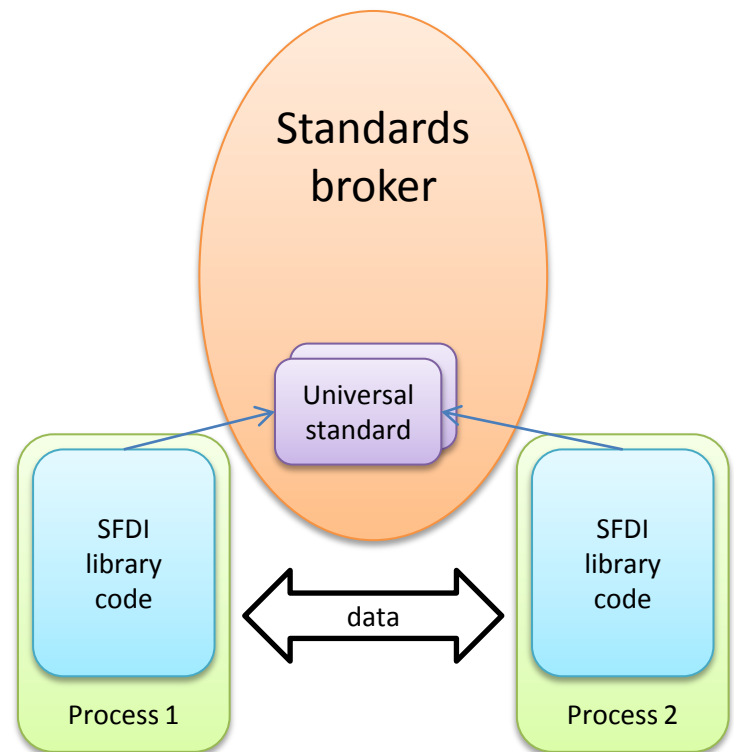 Standards
broker
Universal
standard
SFDI
library
code
SFDI
library
code
data
Process 1
Process 2